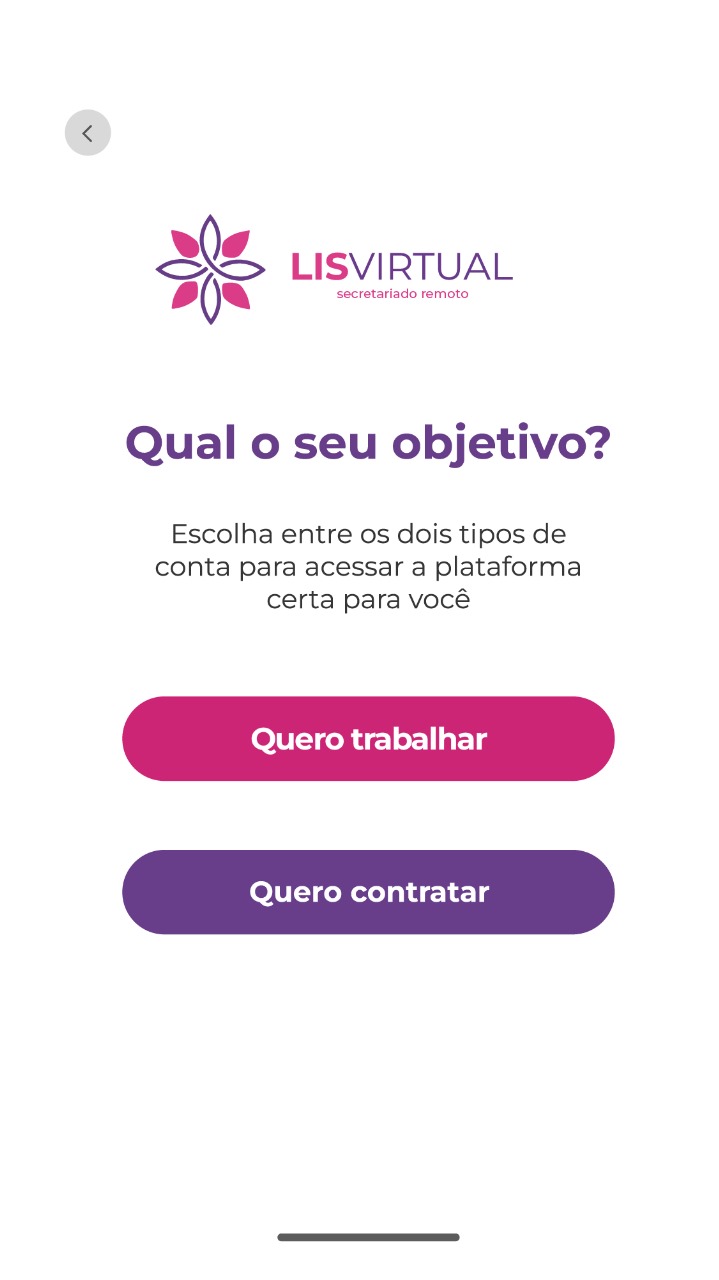 LISVIRTUAL
secretariado remoto
Qual o seu objetivo?
Escolha entre os dois tipos de
conta para acessar a plataforma
certa para você
Quero trabalhar
Quero contratar